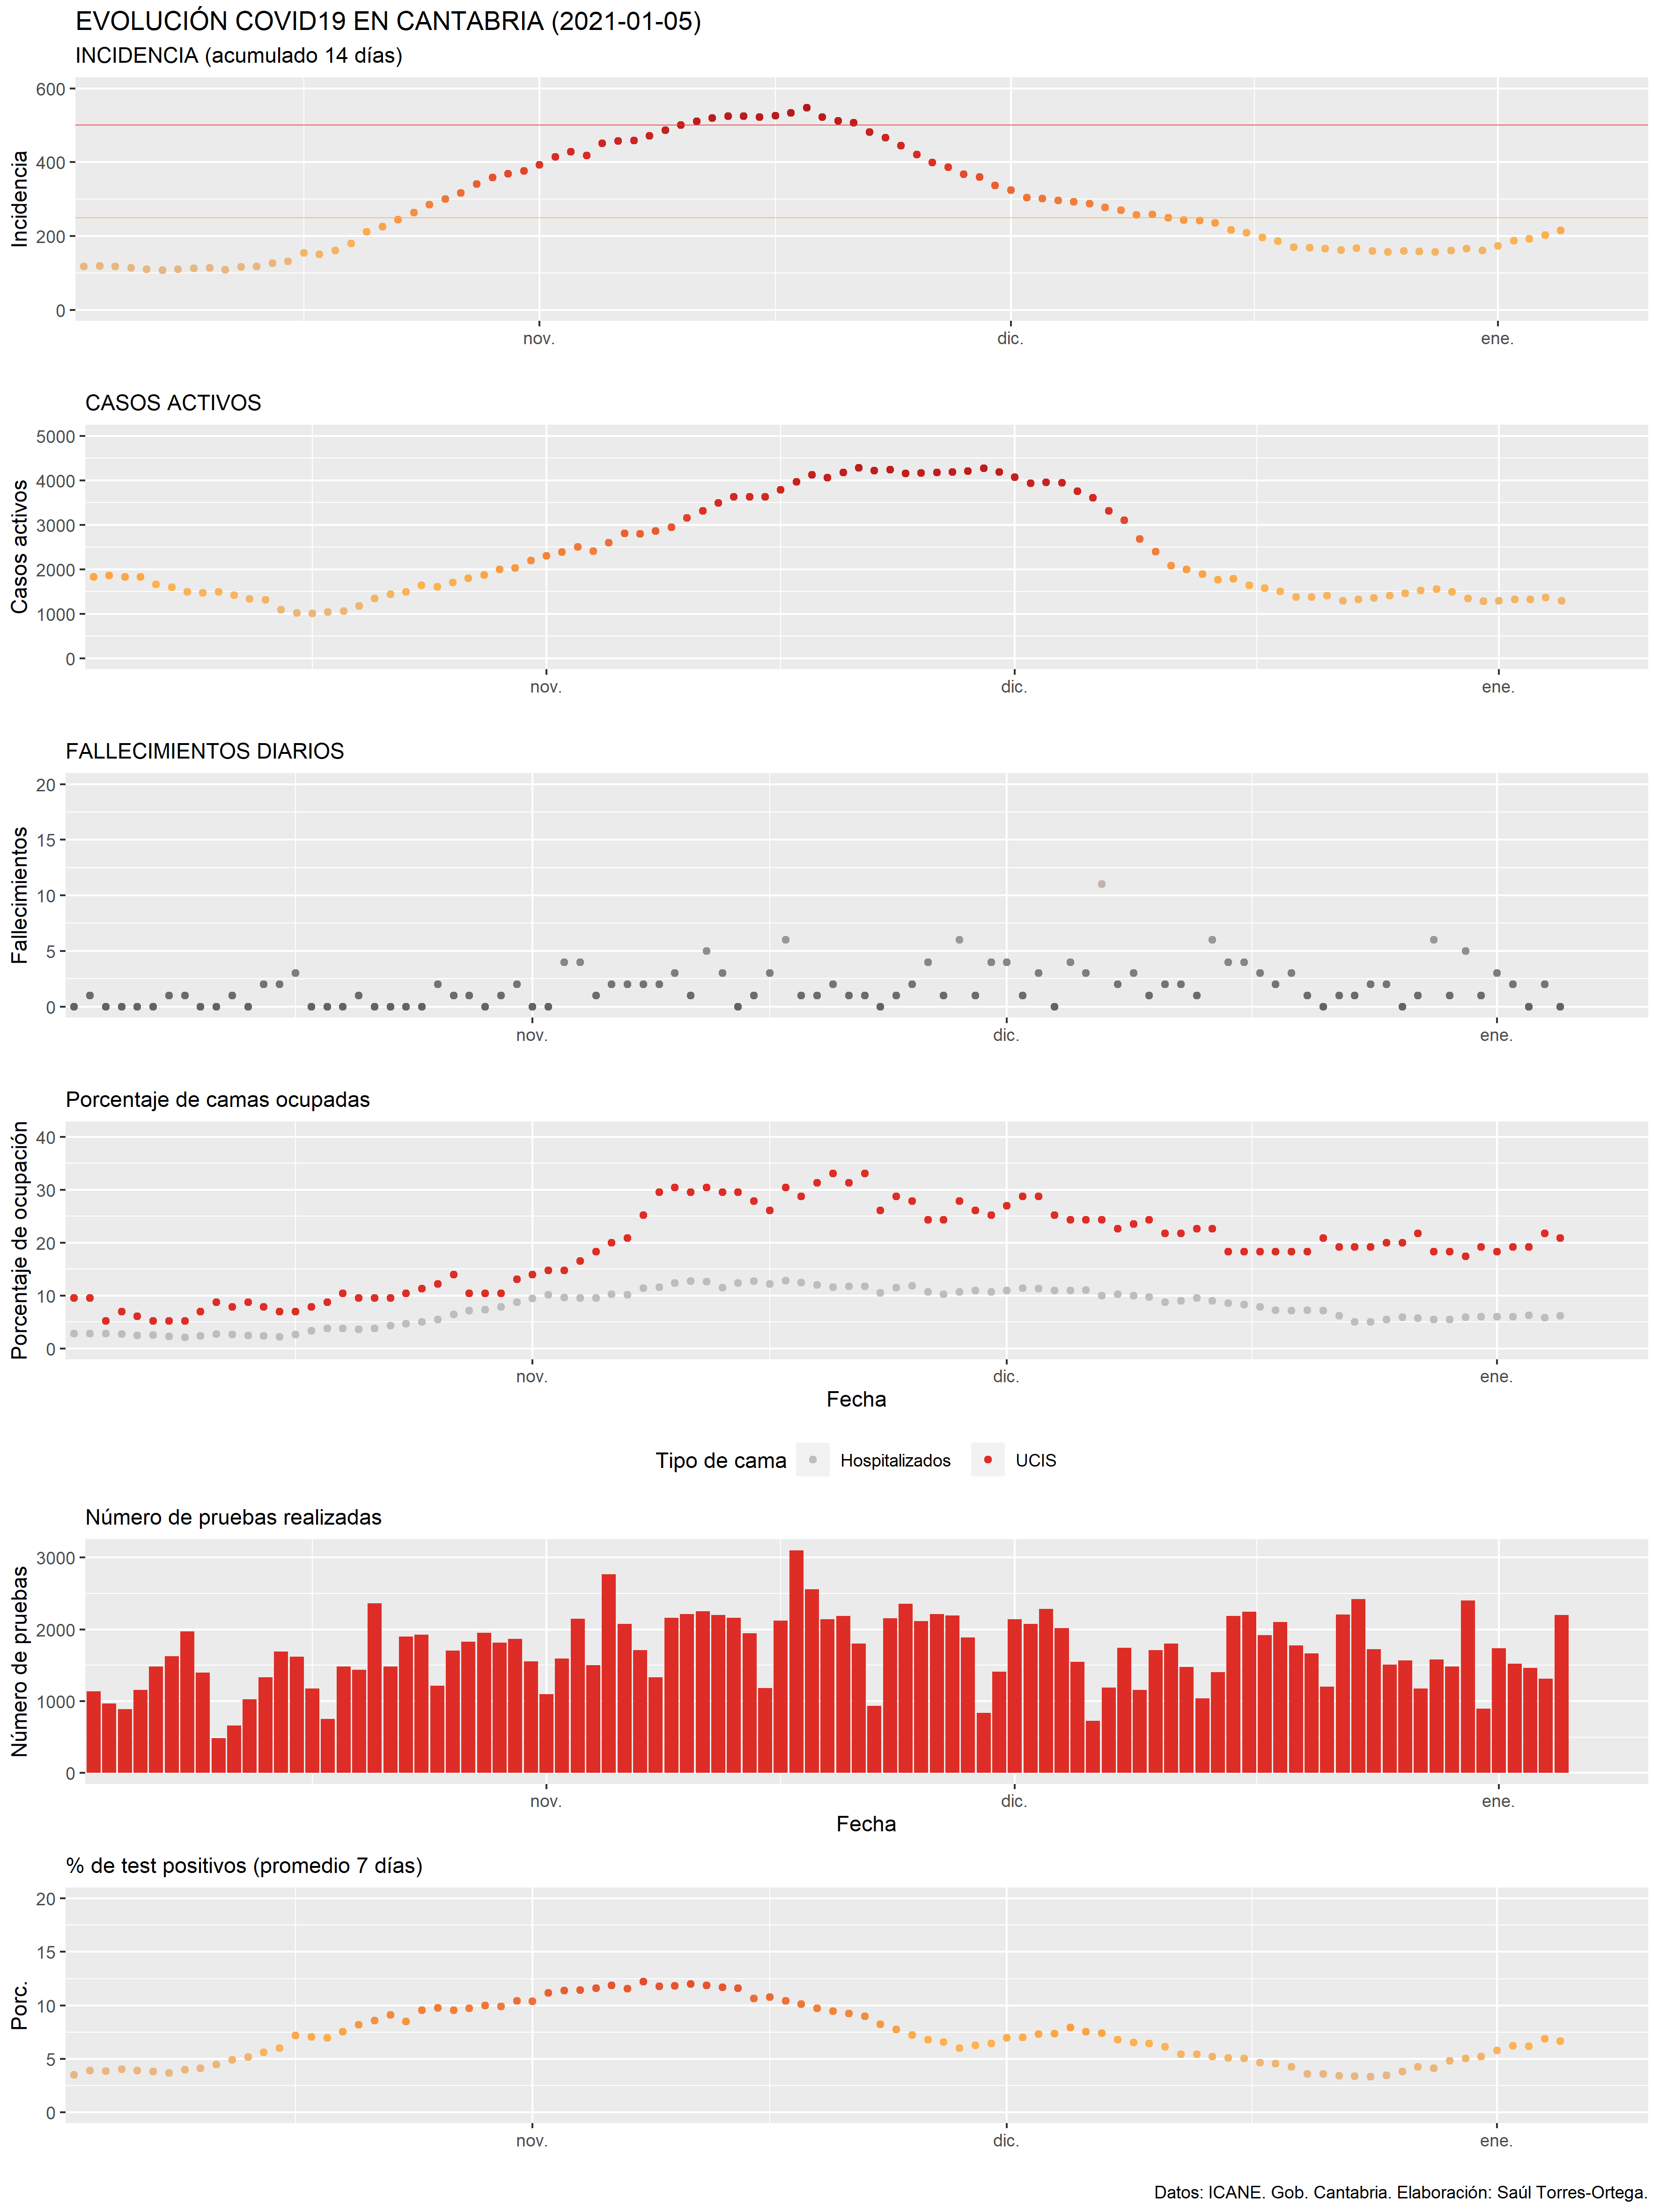 EVOLUCIÓN COVID19 EN CANTABRIA (2021-01-05)
INCIDENCIA (acumulado 14 días)
Incidencia
600
400
200
0
nov. dic. ene.
CASOS ACTIVOS
Casos activos
5000
4000
3000
2000
1000
0
nov. dic. ene.
FALLECIMIENTOS DIARIOS
Fallecimientos
20
15
10
5
0
nov. dic. ene.
Porcentaje de camas ocupadas
Porcentaje de ocupación
40
30
20
10
0
nov. dic. ene.
Fecha
Tipo de cama Hospitalizados UCIS
Número de pruebas realizadas
Número de pruebas
3000
2000
1000
0
nov. dic. ene.
Fecha
% de test positivos (promedio 7 días)
Porc.
20
15
10
5
0
nov. dic. ene.
Datos: ICANE. Gob. Cantabria. Elaboración: Saúl Torres-Ortega.